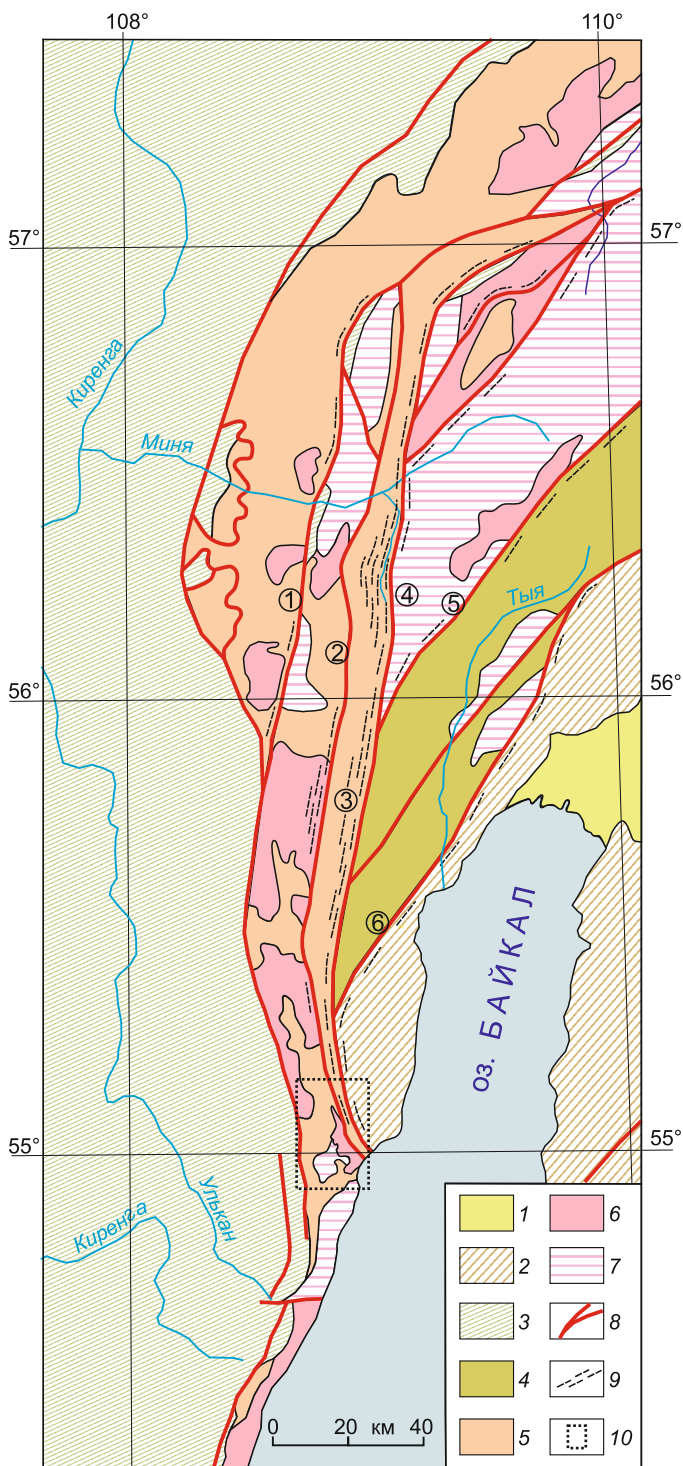 108° 110°
57° 57°
Киренга
Миня
① ④ ⑤
Тыя
②
56° 56°
③
⑥
оз. БАЙКАЛ
55° 55°
Улькан
Киренга
1 6
2 7
3 8
4 9
5 10
0 20 км 40